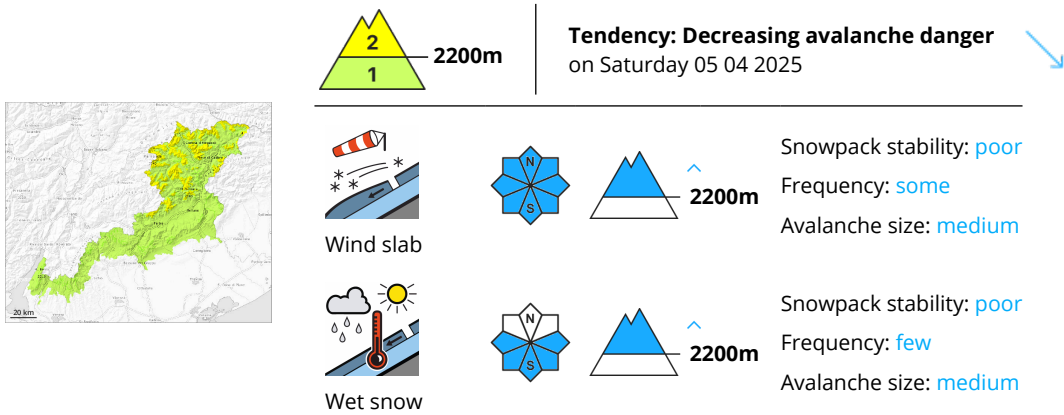 2
2200m
1
Tendency: Decreasing avalanche danger
on Saturday 05 04 2025
20 km
N
S
2200m
Snowpack stability: poor
Frequency: some
Avalanche size: medium
Wind slab
N
S
2200m
Snowpack stability: poor
Frequency: few
Avalanche size: medium
Wet snow